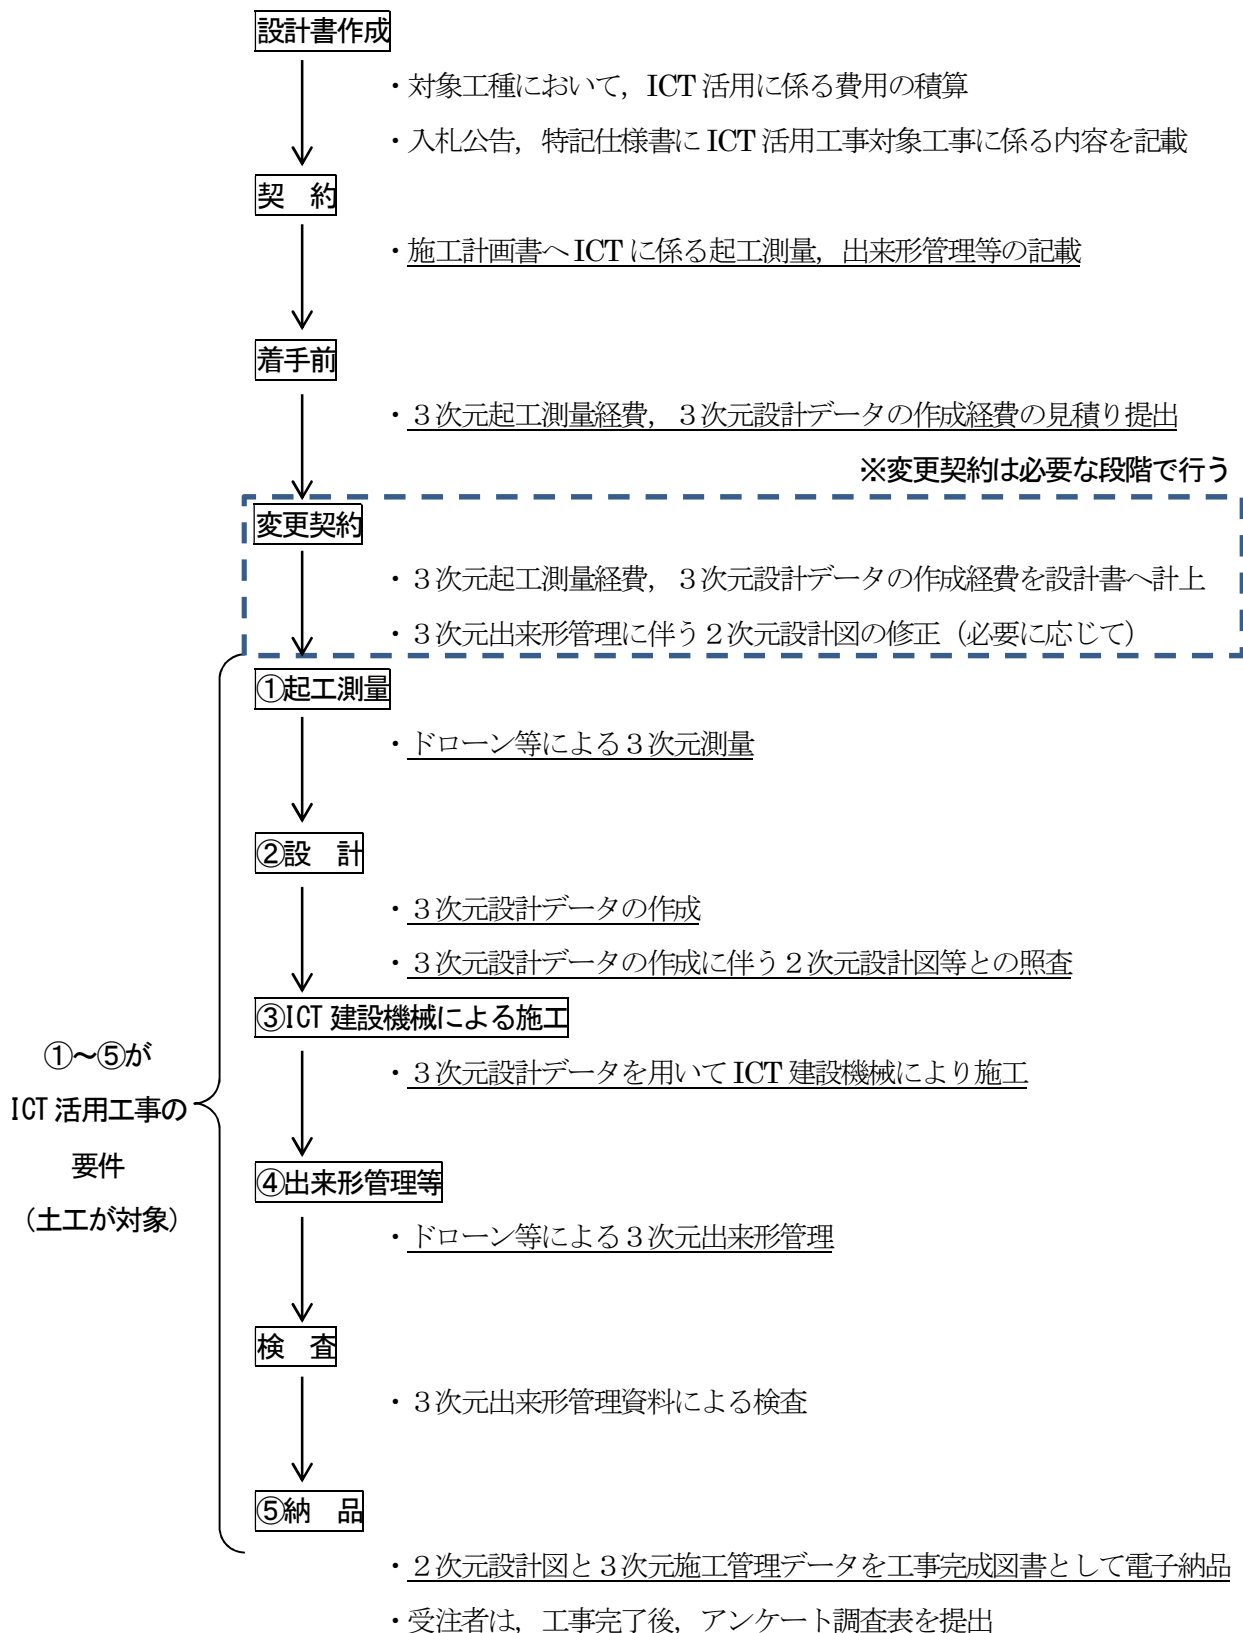 設計書作成
・対象工種において，ICT 活用に係る費用の積算
・入札公告，特記仕様書に ICT 活用工事対象工事に係る内容を記載
契　約
・施工計画書へ ICT に係る起工測量，出来形管理等の記載
着手前
・３次元起工測量経費，３次元設計データの作成経費の見積り提出
※変更契約は必要な段階で行う
変更契約
・３次元起工測量経費，３次元設計データの作成経費を設計書へ計上
・３次元出来形管理に伴う２次元設計図の修正（必要に応じて）
①起工測量
・ドローン等による３次元測量
②設　計
・３次元設計データの作成
・３次元設計データの作成に伴う２次元設計図等との照査
③ICT 建設機械による施工
・３次元設計データを用いて ICT 建設機械により施工
①～⑤が
ICT 活用工事の
要件
（土工が対象）
④出来形管理等
・ドローン等による３次元出来形管理
検　査
・３次元出来形管理資料による検査
⑤納　品
・２次元設計図と３次元施工管理データを工事完成図書として電子納品
・受注者は，工事完了後，アンケート調査表を提出